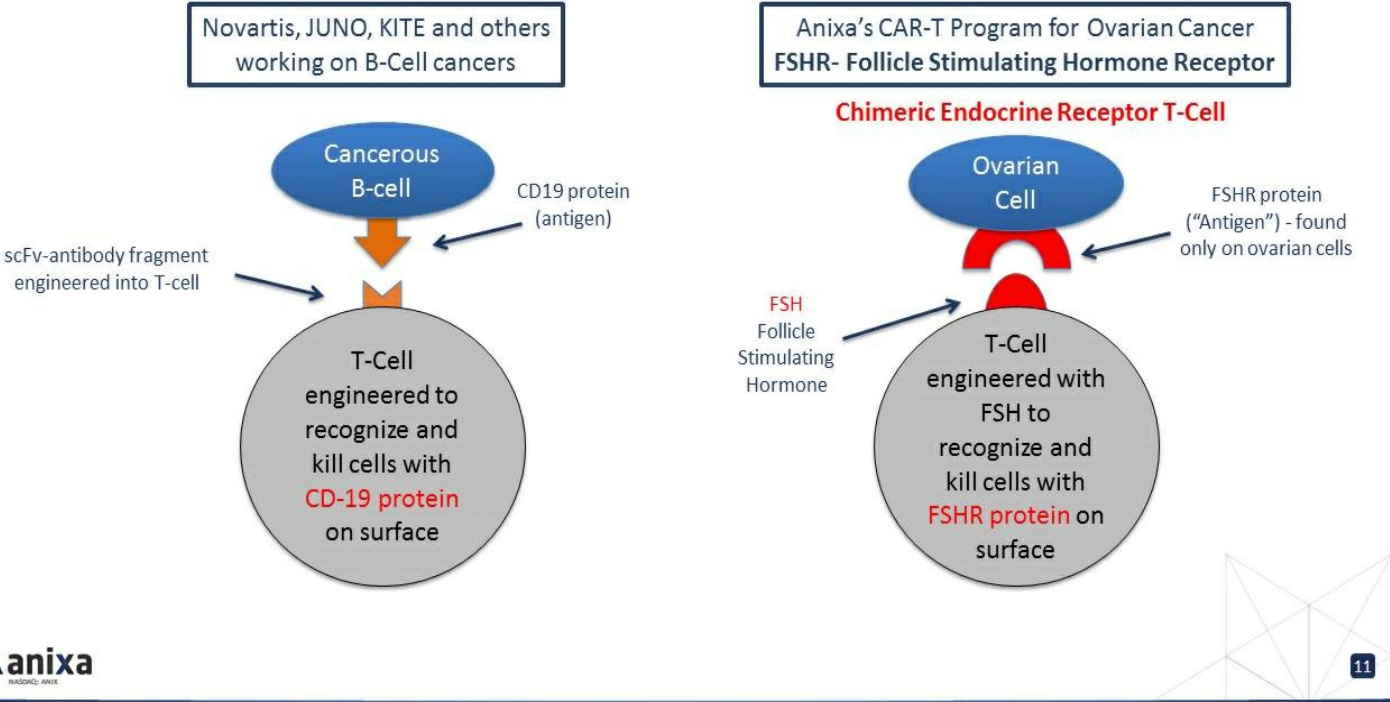 Novartis, JUNO, KITE and others
working on B-Cell cancers
Cancerous
B-cell
CD19 protein
(antigen)
scFv-antibody fragment
engineered into T-cell
T-Cell
engineered to
recognize and
kill cells with
CD-19 protein
on surface
Anixa's CAR-T Program for Ovarian Cancer
FSHR- Follicle Stimulating Hormone Receptor
Chimeric Endocrine Receptor T-Cell
Ovarian
Cell
FSHR protein
("Antigen") - found
only on ovarian cells
FSH
Follicle
Stimulating
Hormone
T-Cell
engineered with
FSH to
recognize and
kill cells with
FSHR protein on
surface
anixa
NASDAQ: ANIX
11